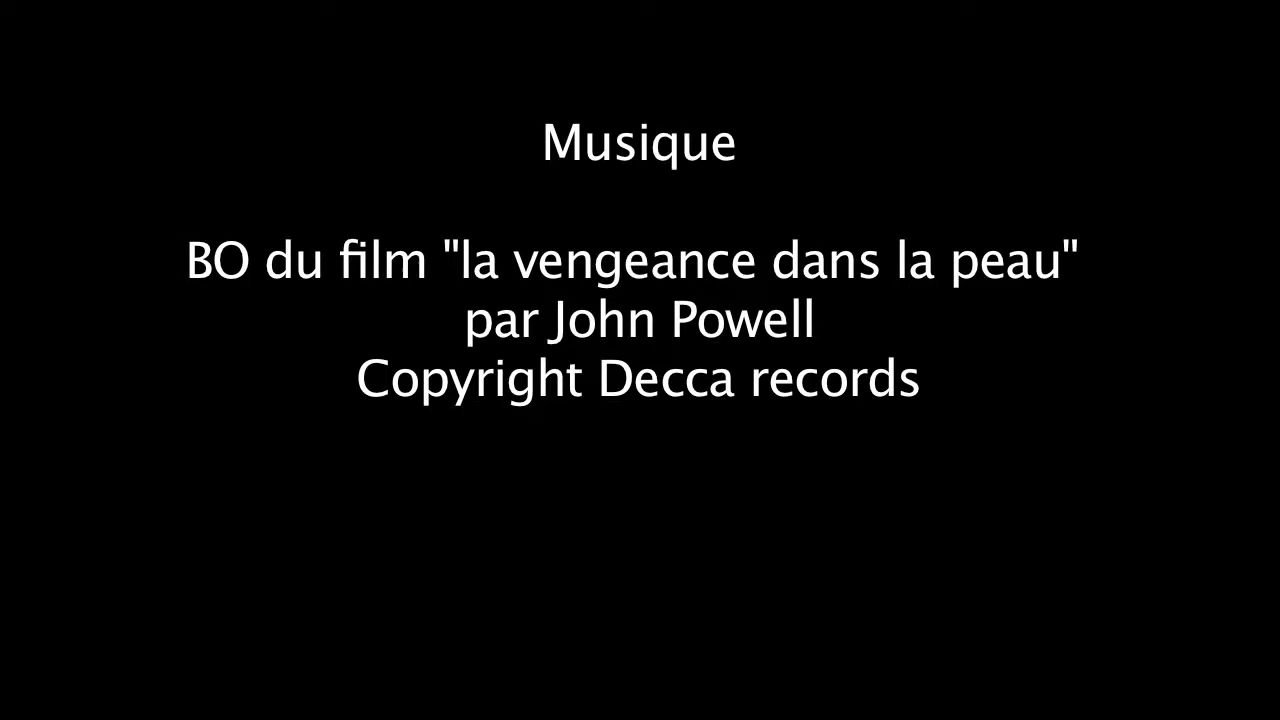 Musique
BO du film "la vengeance dans la peau"
par John Powell
Copyright Decca records